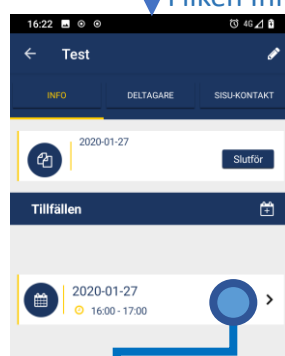 Fliken Inf
16:22 4G
Test
INFO DELTAGARE SISU-KONTAKT
2020-01-27
Slutför
Tillfällen
2020-01-27
16:00 - 17:00